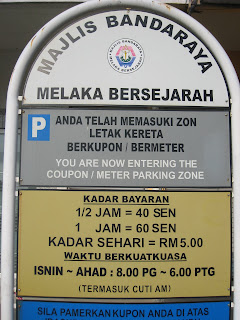 MAJLIS BANDARAYA
MELAKA BERSEJARAH
P
ANDA TELAH MEMASUKI ZON
LETAK KERETA
BERKUPON / BERMETER
YOU ARE NOW ENTERING THE
COUPON / METER PARKING ZONE
KADAR BAYARAN
1/2 JAM = 40 SEN
1 JAM = 60 SEN
KADAR SEHARI = RM 5.00
WAKTU BERKUATKUASA
ISNIN ~ AHAD : 8.00 PG ~ 6.00 PTG
(TERMASUK CUTI AM)
SILA PAMERKAN KUPON ANDA DI ATAS